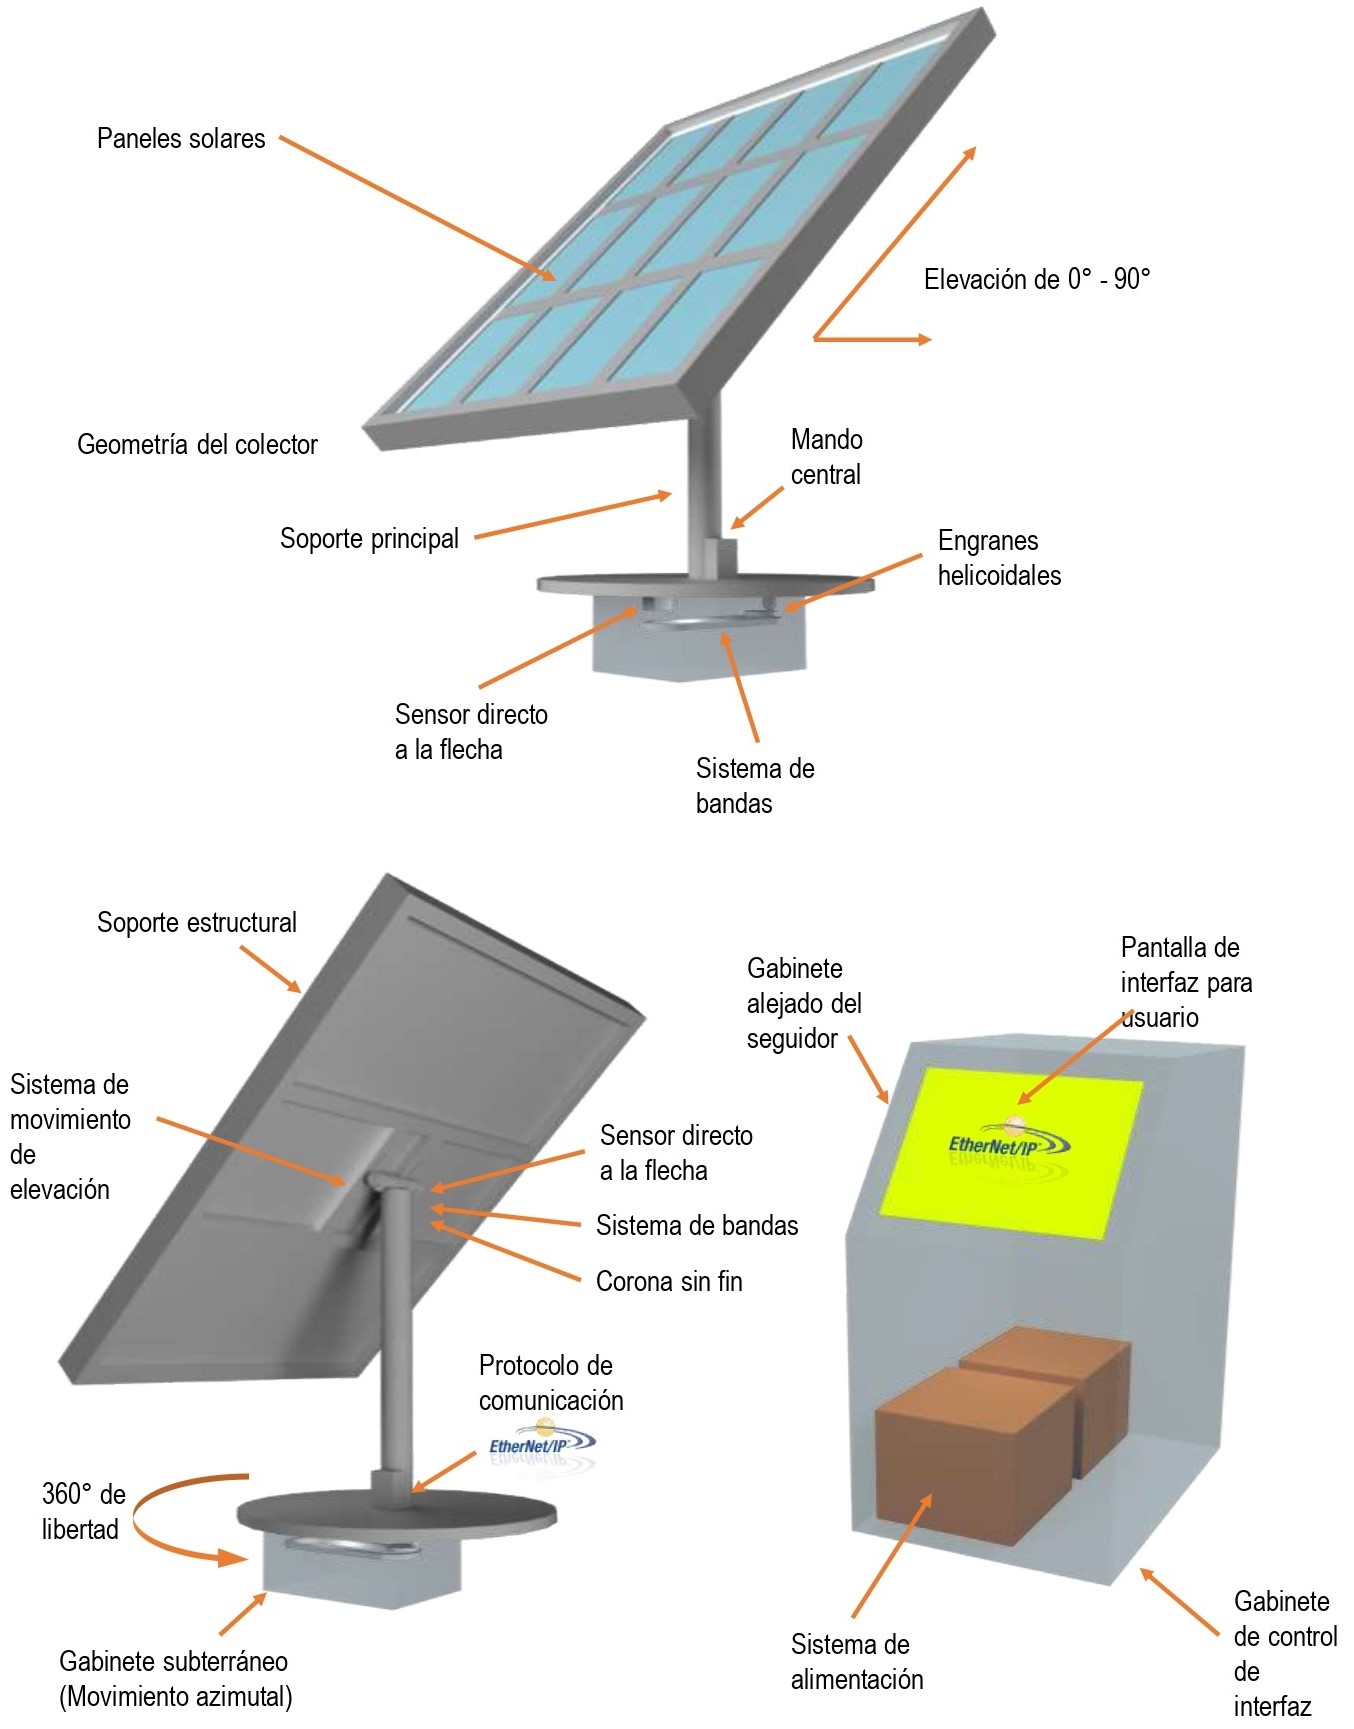 Paneles solares
Elevación de 0° - 90°
Geometría del colector
Mando
central
Soporte principal
Engranes
helicoidales
Sensor directo
a la flecha
Sistema de
bandas
Soporte estructural
Gabinete
alejado del
seguidor
Pantalla de
interfaz para
usuario
Sistema de
movimiento
de
elevación
Sensor directo
a la flecha
Sistema de bandas
Corona sin fin
EtherNet/IP
Protocolo de
comunicación
EtherNet/IP
360° de
libertad
Gabinete subterráneo
(Movimiento azimutal)
Sistema de
alimentación
Gabinete
de control
de
interfaz